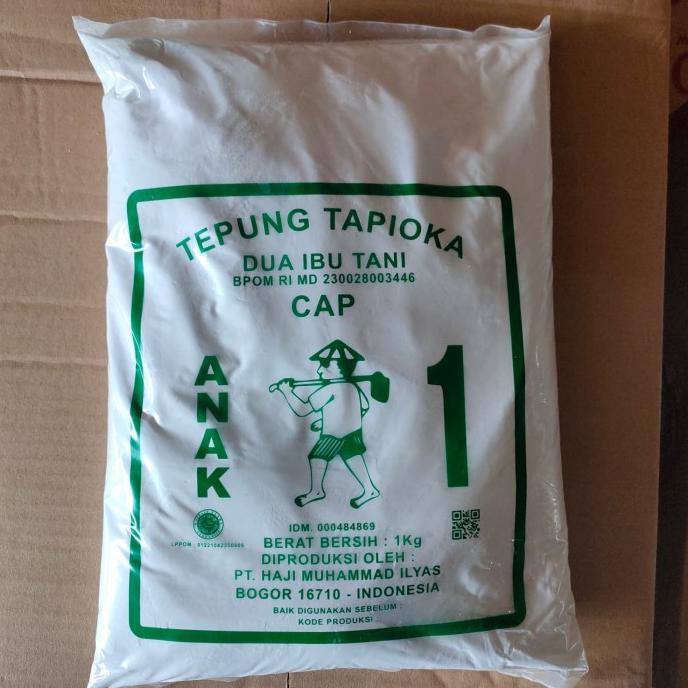 TEPUNG TAPIOKA
DUA IBU TANI
BPOM RI MD 230028003446
CAP
ANAK
1
IDM. 000484869
BERAT BERSIH : 1Kg
DIPRODUKSI OLEH :
PT. HAJI MUHAMMAD ILYAS
BOGOR 16710 - INDONESIA
BAIK DIGUNAKAN SEBELUM :
KODE PRODUKSI :